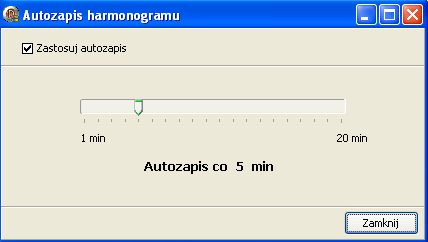 Autozapis harmonogramu
Zastosuj autozapis
1 min 20 min
Autozapis co 5 min
Zamknij